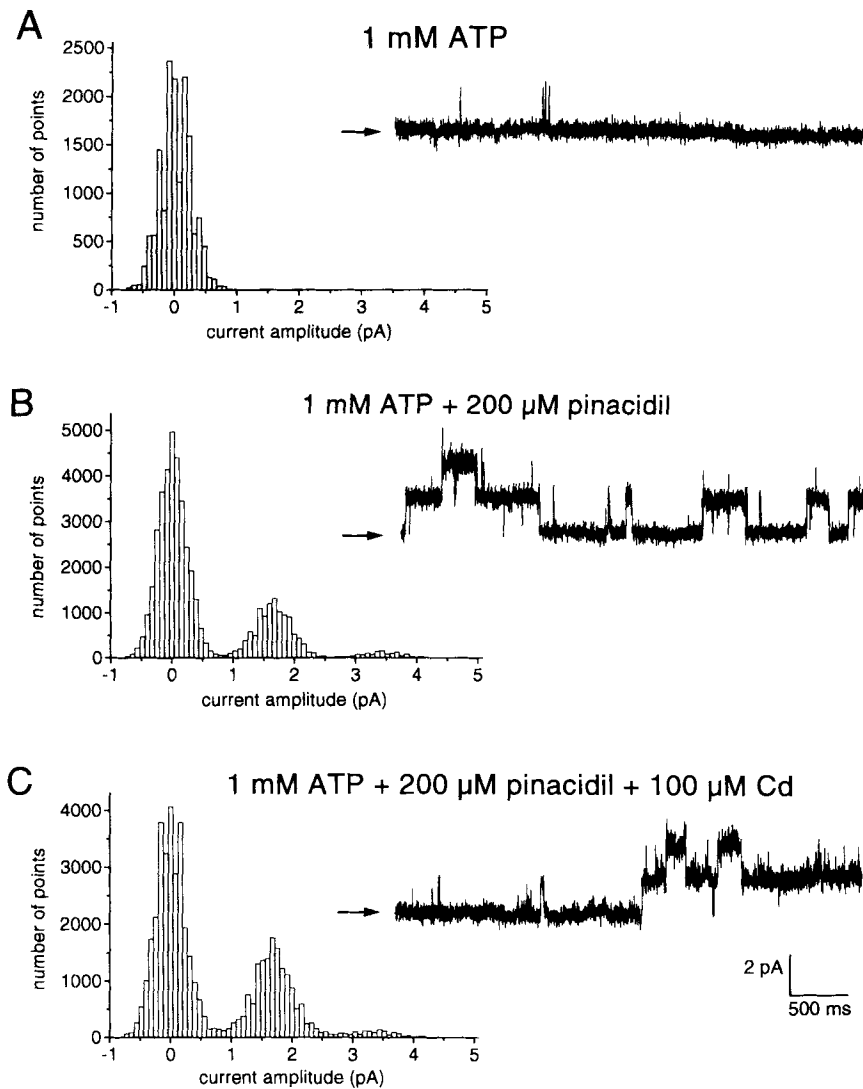 A
1 mM ATP
2500
2000
1500
1000
500
0
number of points
-1 0 1 2 3 4 5
current amplitude (pA)
B
1 mM ATP + 200 µM pinacidil
5000
4000
3000
2000
1000
0
number of points
-1 0 1 2 3 4 5
current amplitude (pA)
C
1 mM ATP + 200 µM pinacidil + 100 µM Cd
4000
3000
2000
1000
0
number of points
-1 0 1 2 3 4 5
current amplitude (pA)
2 pA
500 ms